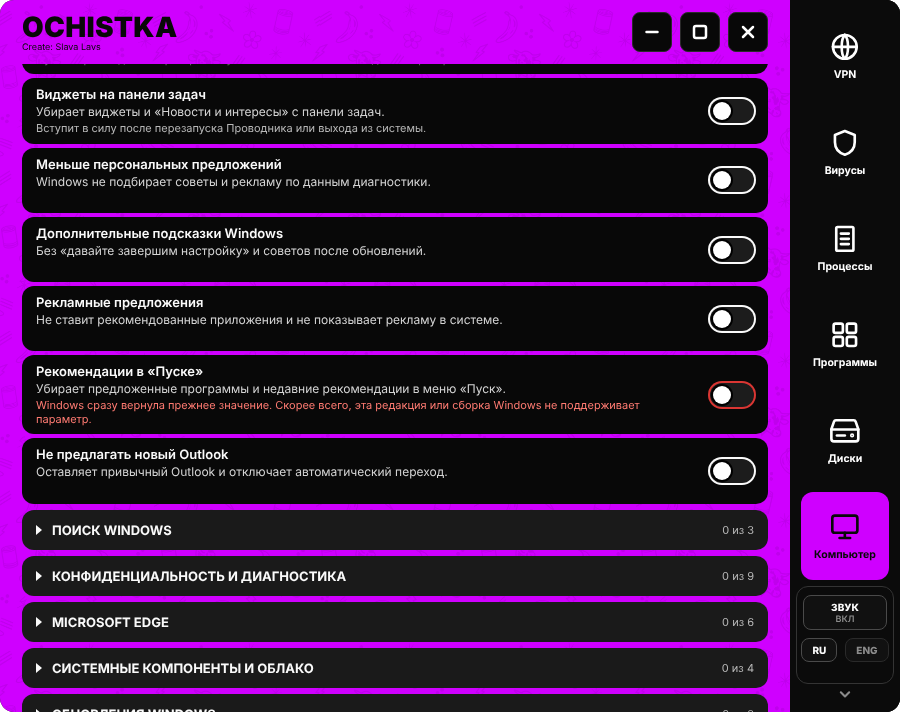 OCHISTKA
Create: Slava Lavs
Виджеты на панели задач
Убирает виджеты и «Новости и интересы» с панели задач.
Вступит в силу после перезапуска Проводника или выхода из системы.
Меньше персональных предложений
Windows не подбирает советы и рекламу по данным диагностики.
Дополнительные подсказки Windows
Без «давайте завершим настройку» и советов после обновлений.
Рекламные предложения
Не ставит рекомендованные приложения и не показывает рекламу в системе.
Рекомендации в «Пуске»
Убирает предложенные программы и недавние рекомендации в меню «Пуск».
Windows сразу вернула прежнее значение. Скорее всего, эта редакция или сборка Windows не поддерживает
параметр.
Не предлагать новый Outlook
Оставляет привычный Outlook и отключает автоматический переход.
ПОИСК WINDOWS 0 из 3
КОНФИДЕНЦИАЛЬНОСТЬ И ДИАГНОСТИКА 0 из 9
MICROSOFT EDGE 0 из 6
СИСТЕМНЫЕ КОМПОНЕНТЫ И ОБЛАКО 0 из 4
ОБНОВЛЕНИЯ WINDOWS
VPN
Вирусы
Процессы
Программы
Диски
Компьютер
ЗВУК
ВКЛ
RU ENG